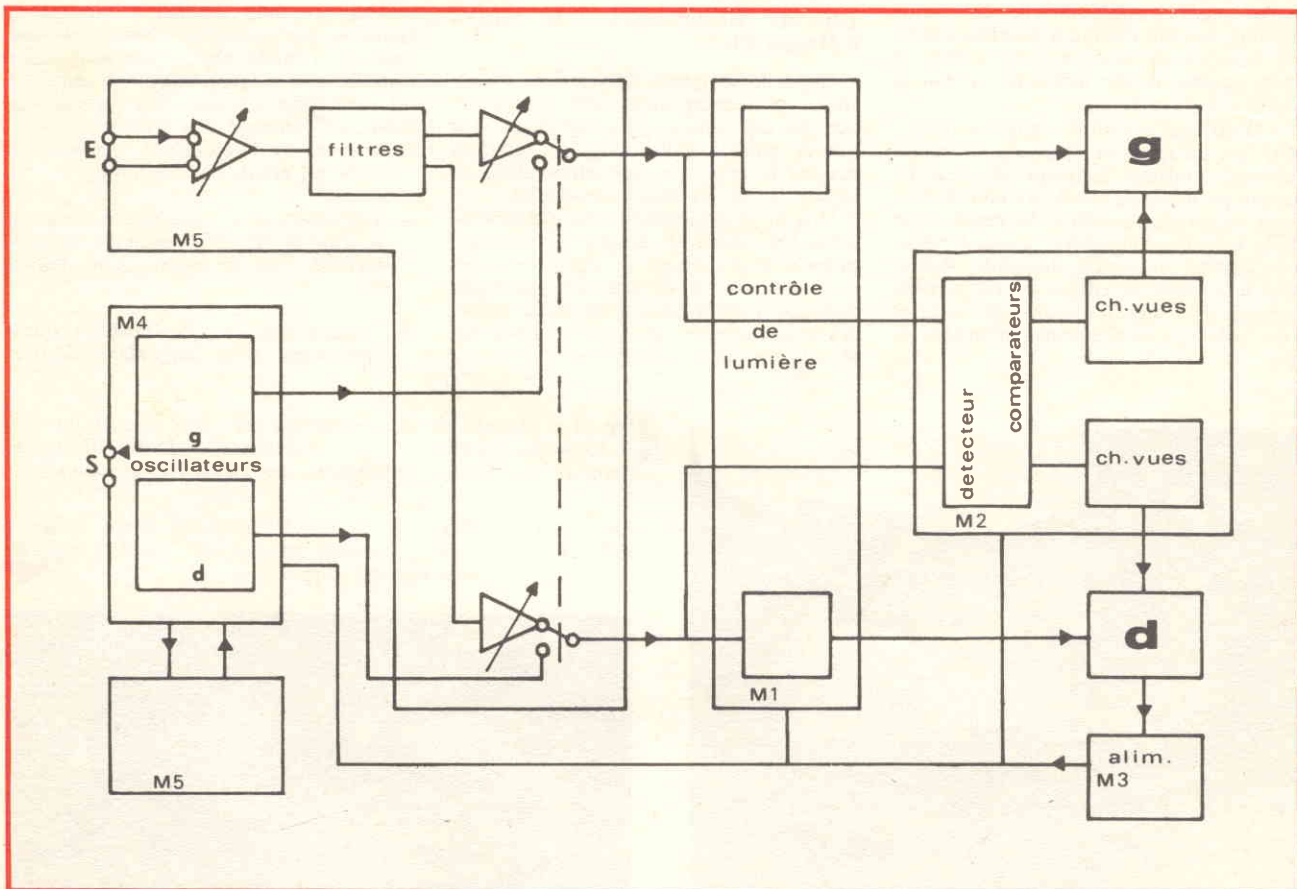 E
filtres
M5
g
contrôle
de
lumière
ch.vues
detecteur
comparateurs
ch.vues
M2
M4
g
S
oscillateurs
d
M5
M1
d
alim.
M3